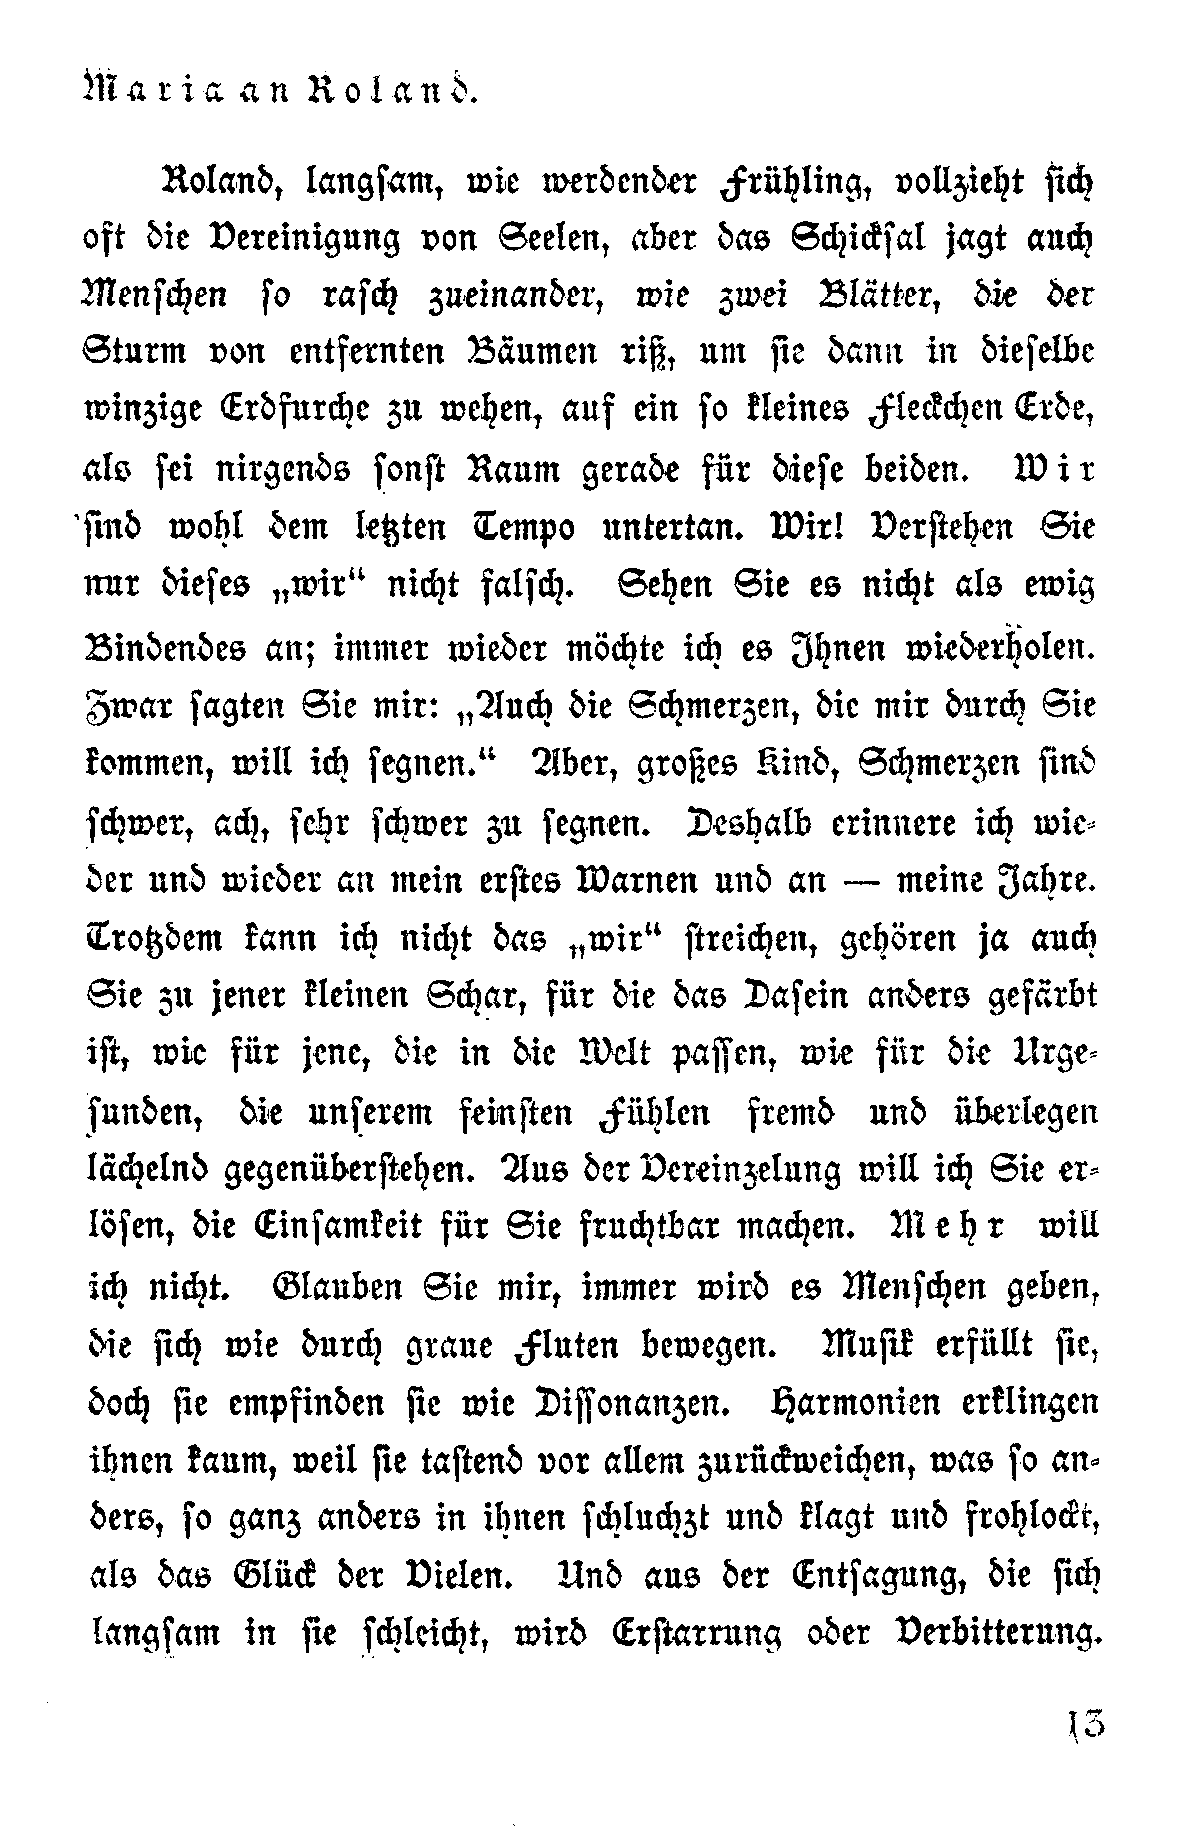 Maria an Roland.
Roland, langsam, wie werdender Frühling, vollzieht sich
oft die Vereinigung von Seelen, aber das Schicksal jagt auch
Menschen so rasch zueinander, wie zwei Blätter, die der
Sturm von entfernten Bäumen riß, um sie dann in dieselbe
winzige Erdfurche zu wehen, auf ein so kleines Fleckchen Erde,
als sei nirgends sonst Raum gerade für diese beiden. Wir
sind wohl dem letzten Tempo untertan. Wir! Verstehen Sie
nur dieses „wir“ nicht falsch. Sehen Sie es nicht als ewig
Bindendes an; immer wieder möchte ich es Ihnen wiederholen.
Zwar sagten Sie mir: „Auch die Schmerzen, die mir durch Sie
kommen, will ich segnen.“ Aber, großes Kind, Schmerzen sind
schwer, ach, sehr schwer zu segnen. Deshalb erinnere ich wie-
der und wieder an mein erstes Warnen und an — meine Jahre.
Trotzdem kann ich nicht das „wir“ streichen, gehören ja auch
Sie zu jener kleinen Schar, für die das Dasein anders gefärbt
ist, wie für jene, die in die Welt passen, wie für die Urge-
sunden, die unserem feinsten Fühlen fremd und überlegen
lächelnd gegenüberstehen. Aus der Vereinzelung will ich Sie er-
lösen, die Einsamkeit für Sie fruchtbar machen. Mehr will
ich nicht. Glauben Sie mir, immer wird es Menschen geben,
die sich wie durch graue Fluten bewegen. Musik erfüllt sie,
doch sie empfinden sie wie Dissonanzen. Harmonien erklingen
ihnen kaum, weil sie tastend vor allem zurückweichen, was so an-
ders, so ganz anders in ihnen schluchzt und klagt und frohlockt,
als das Glück der Vielen. Und aus der Entsagung, die sich
langsam in sie schleicht, wird Erstarrung oder Verbitterung.
13